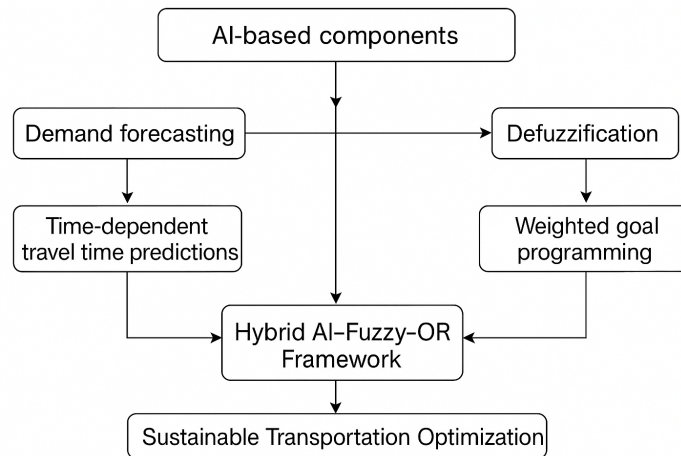 AI-based components
Demand forecasting
Defuzzification
Time-dependent
travel time predictions
Weighted goal
programming
Hybrid AI–Fuzzy–OR
Framework
Sustainable Transportation Optimization